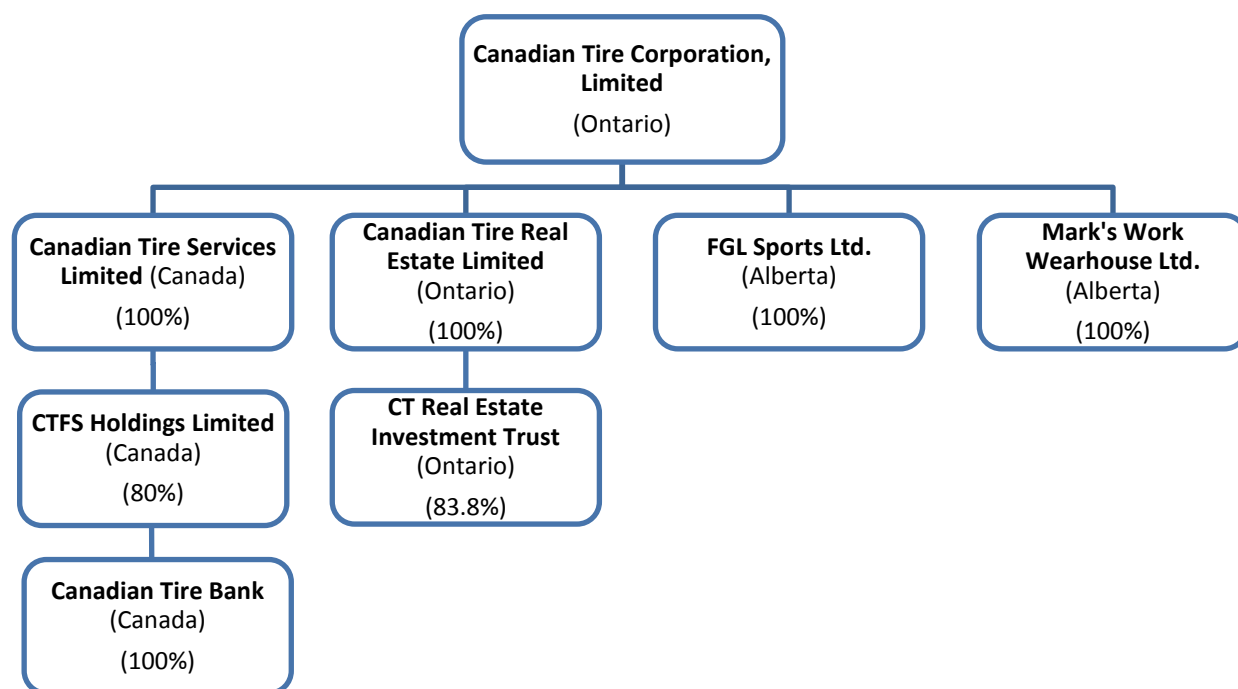 Canadian Tire Corporation,
Limited
(Ontario)
Canadian Tire Services
Limited (Canada)
(100%)
Canadian Tire Real
Estate Limited
(Ontario)
(100%)
FGL Sports Ltd.
(Alberta)
(100%)
Mark's Work
Wearhouse Ltd.
(Alberta)
(100%)
CTFS Holdings Limited
(Canada)
(80%)
CT Real Estate
Investment Trust
(Ontario)
(83.8%)
Canadian Tire Bank
(Canada)
(100%)